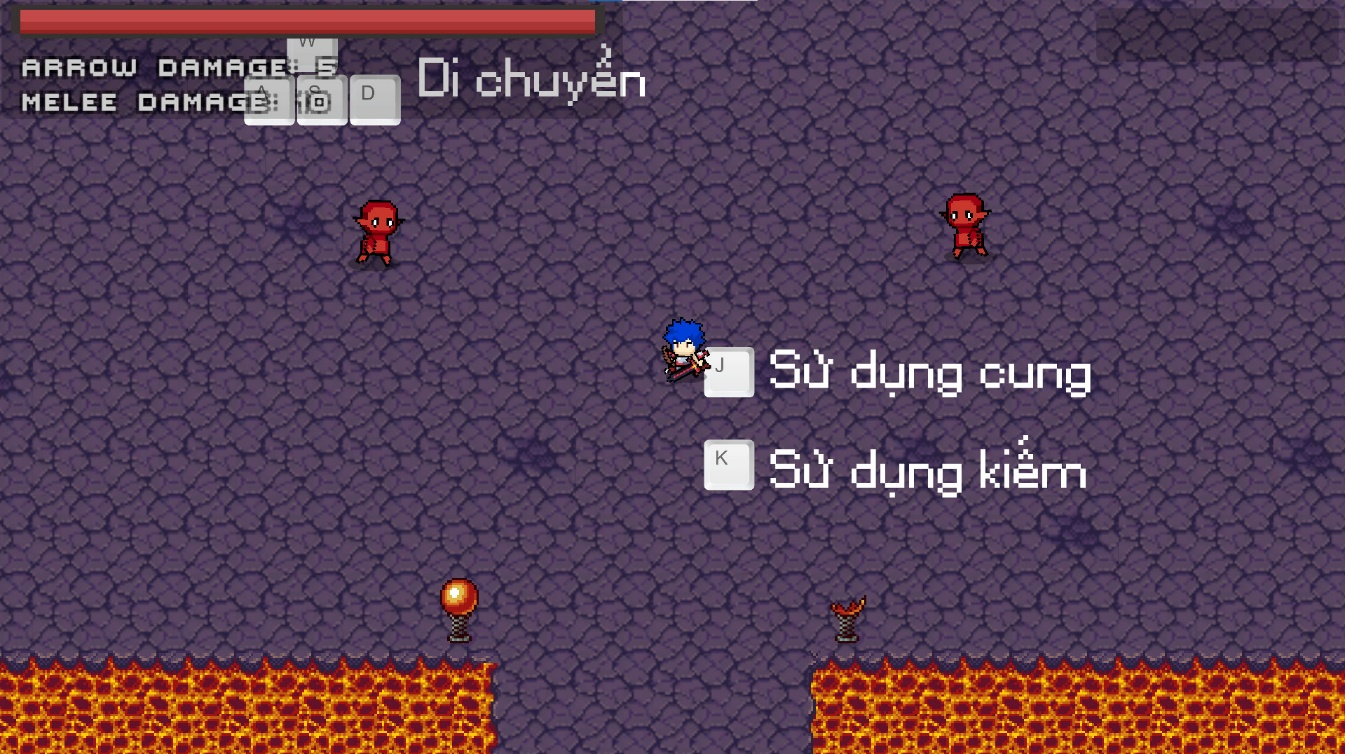 W
ARROW DAMAGE: 5
MELEE DAMAGE: 10
A S D
Di chuyển
J Sử dụng cung
K Sử dụng kiếm